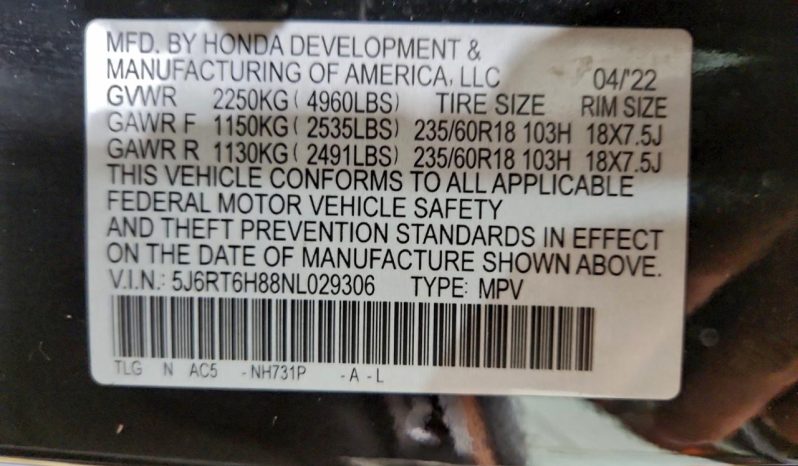 MFD. BY HONDA DEVELOPMENT &
MANUFACTURING OF AMERICA, LLC 04/'22
GVWR 2250KG ( 4960LBS) TIRE SIZE RIM SIZE
GAWR F 1150KG ( 2535LBS) 235/60R18 103H 18X7.5J
GAWR R 1130KG ( 2491LBS) 235/60R18 103H 18X7.5J
THIS VEHICLE CONFORMS TO ALL APPLICABLE
FEDERAL MOTOR VEHICLE SAFETY
AND THEFT PREVENTION STANDARDS IN EFFECT
ON THE DATE OF MANUFACTURE SHOWN ABOVE.
V.I.N.: 5J6RT6H88NL029306 TYPE: MPV
TLG N AC5 -NH731P -A-L